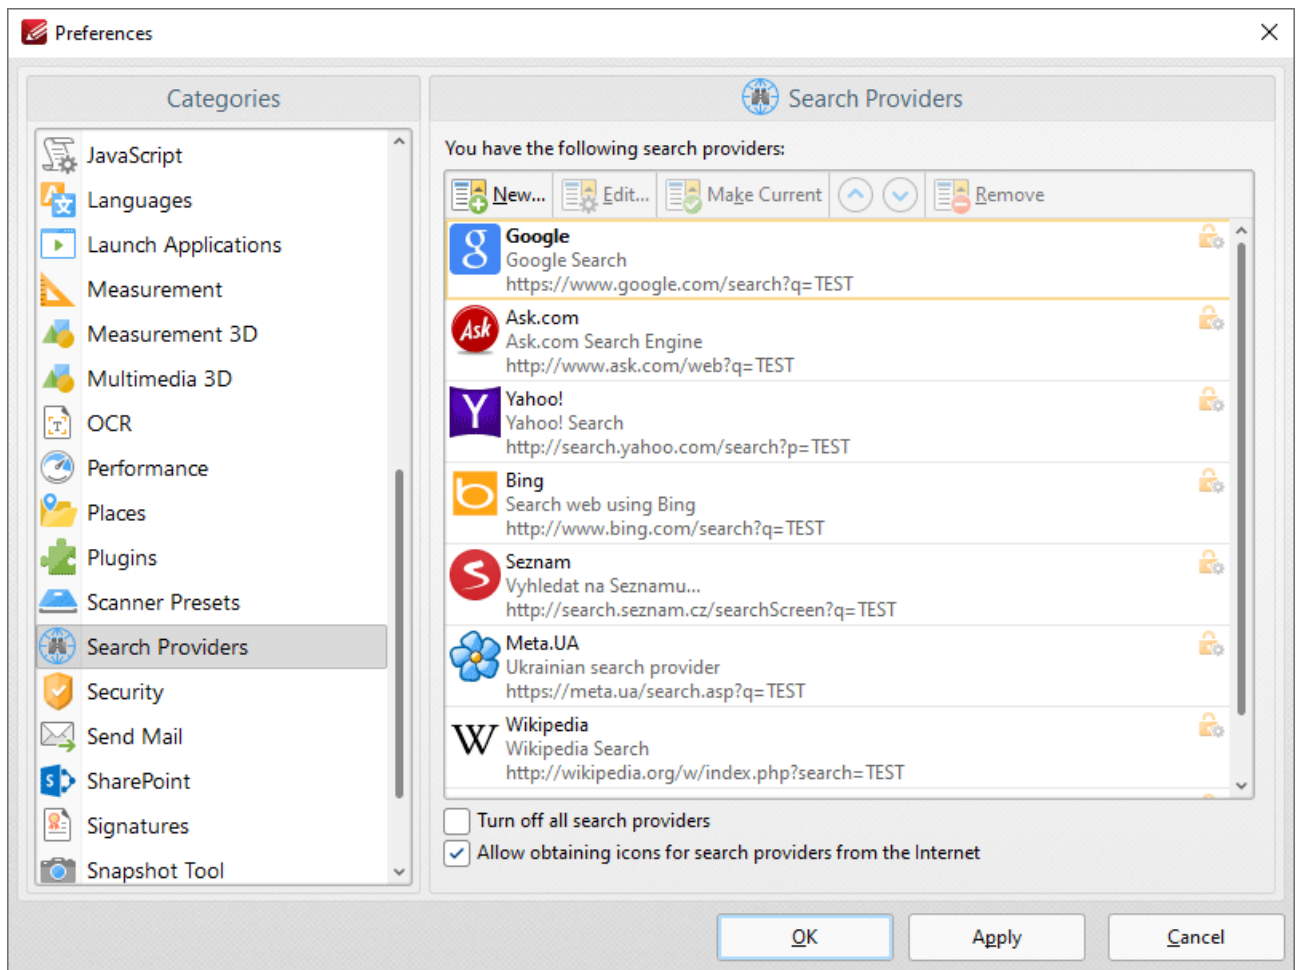 Preferences
Categories
JavaScript
Languages
Launch Applications
Measurement
Measurement 3D
Multimedia 3D
OCR
Performance
Places
Plugins
Scanner Presets
Search Providers
Security
Send Mail
SharePoint
Signatures
Snapshot Tool
Search Providers
You have the following search providers:
New... Edit... Make Current Remove
Google
Google Search
https://www.google.com/search?q=TEST
Ask
Ask.com
Ask.com Search Engine
http://www.ask.com/web?q=TEST
Yahoo!
Yahoo! Search
http://search.yahoo.com/search?p=TEST
Bing
Search web using Bing
http://www.bing.com/search?q=TEST
Seznam
Vyhledat na Seznamu...
http://search.seznam.cz/searchScreen?q=TEST
Meta.UA
Ukrainian search provider
https://meta.ua/search.asp?q=TEST
Wikipedia
Wikipedia Search
http://wikipedia.org/w/index.php?search=TEST
Turn off all search providers
Allow obtaining icons for search providers from the Internet
OK Apply Cancel